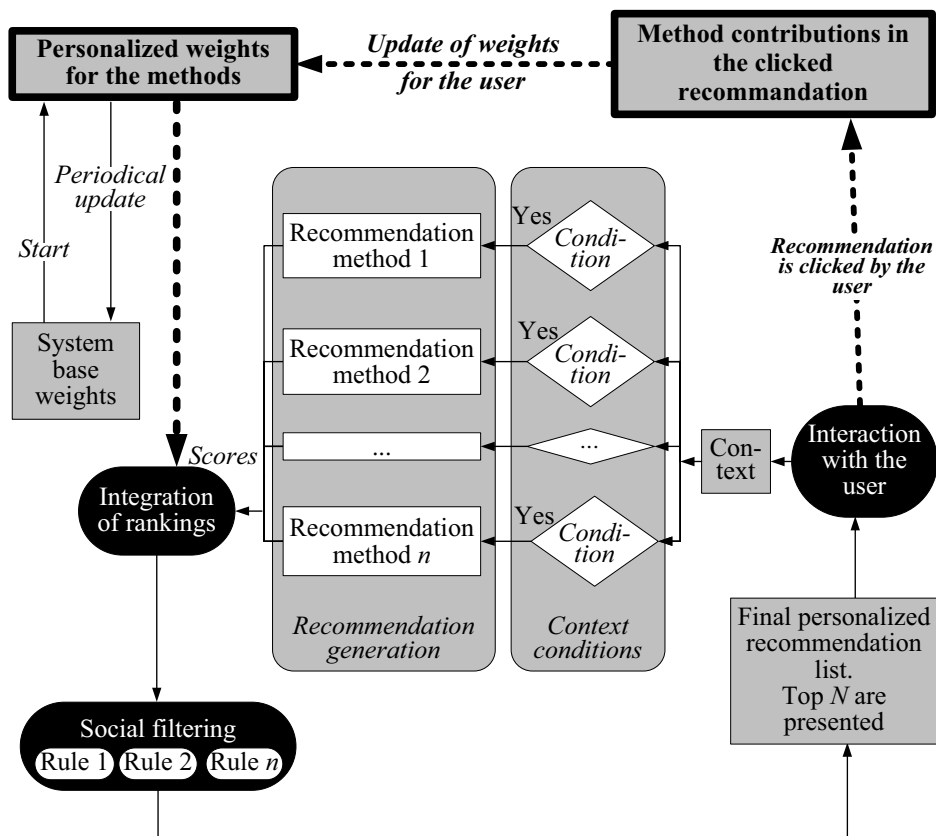 Personalized weights
for the methods
Update of weights
for the user
Method contributions in
the clicked
recommandation
Start
Periodical
update
System
base
weights
Scores
Integration
of rankings
Recommendation
method 1
Yes
Condi-
tion
Recommendation
method 2
Yes
Condi-
tion
...
...
Recommendation
method n
Yes
Condi-
tion
Recommendation
generation
Context
conditions
Con-
text
Interaction
with the
user
Recommendation
is clicked by the
user
Final personalized
recommendation
list.
Top N are
presented
Social filtering
Rule 1 Rule 2 Rule n